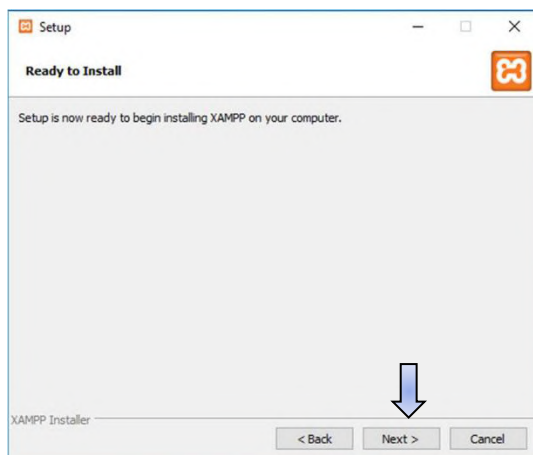 Setup
Ready to Install
Setup is now ready to begin installing XAMPP on your computer.
XAMPP Installer
< Back Next > Cancel